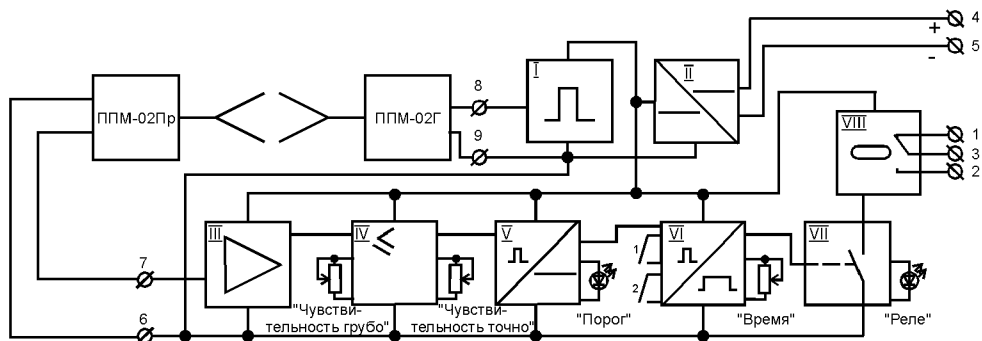 4
+
5
-
I
II
8
ППМ-02Пр
ППМ-02Г
9
VIII
1
3
2
III
IV
V
VI
VII
1
2
7
"Чувстви-
тельность грубо"
"Чувстви-
тельность точно"
"Порог"
"Время"
"Реле"
6